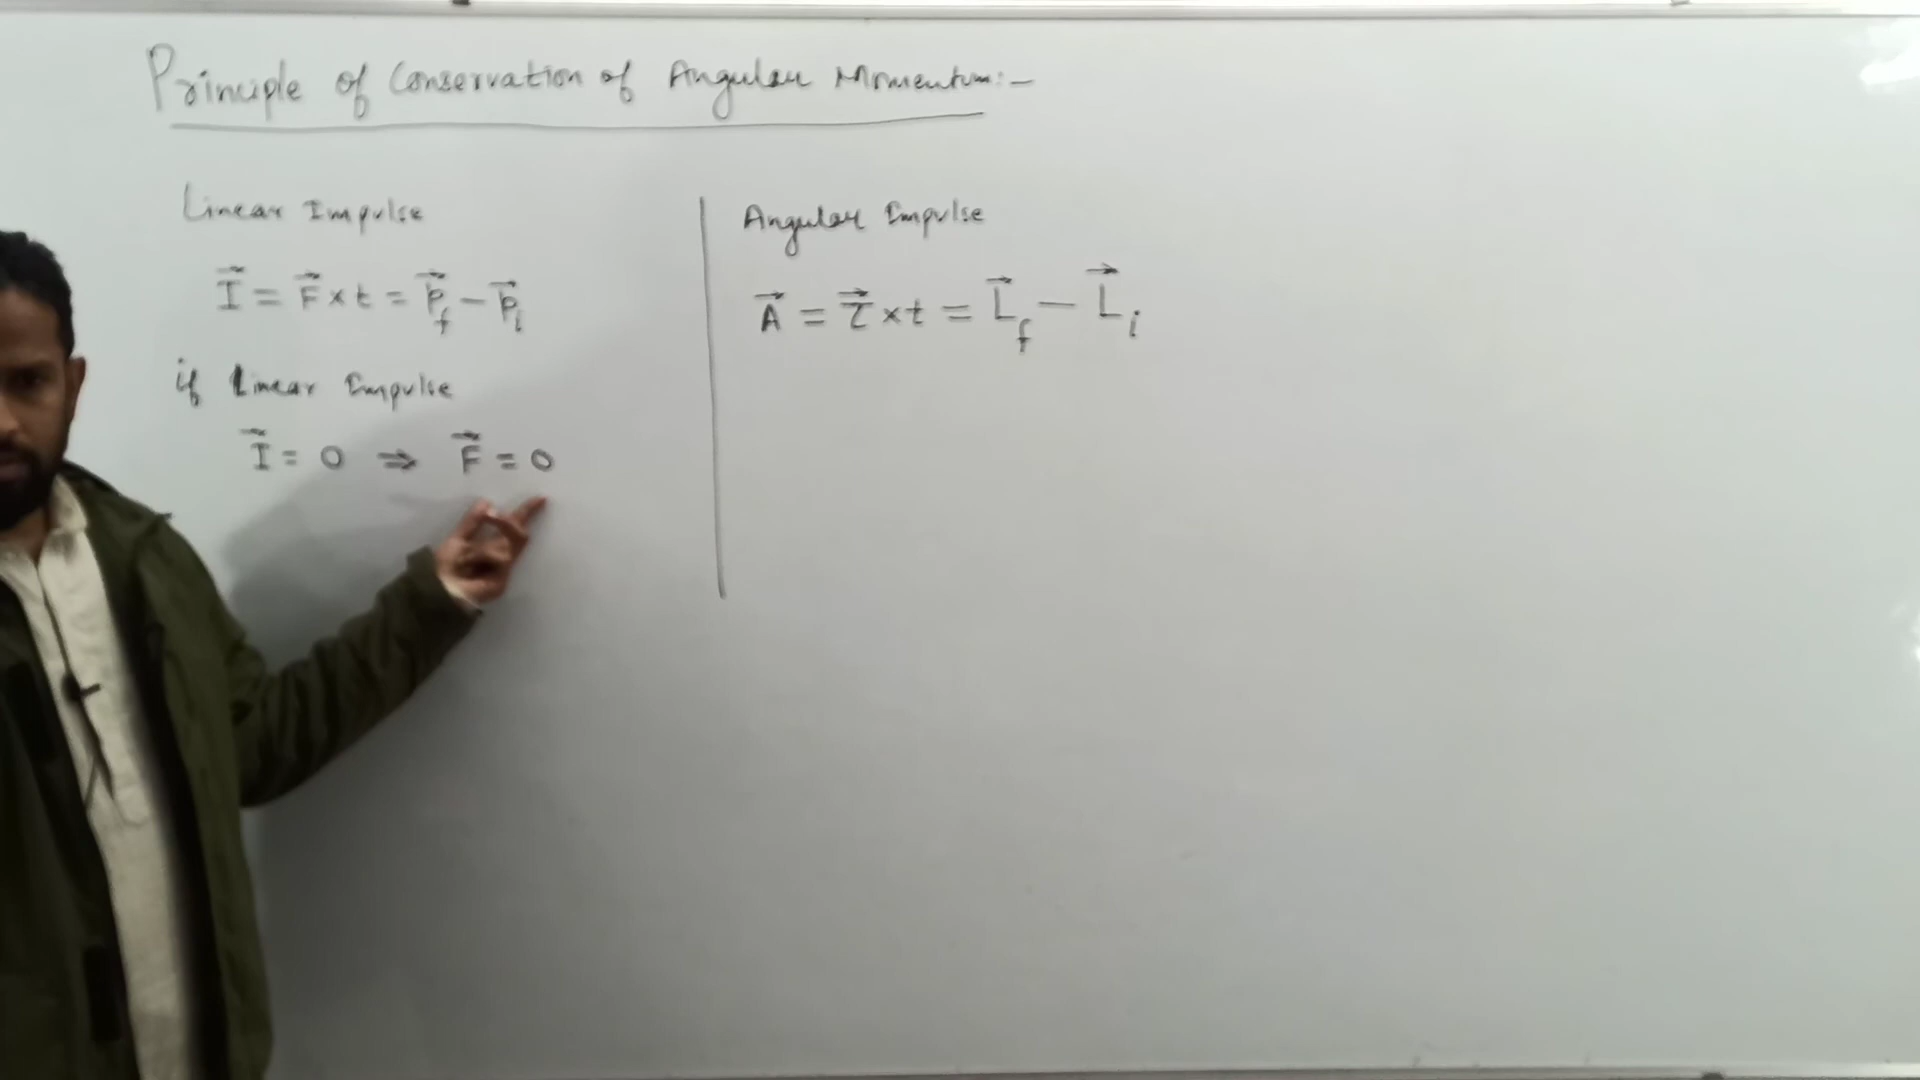 Principle of Conservation of Angular Momentum:-
Linear Impulse
I⃗ = F⃗ × t = P⃗f − P⃗i
if Linear Impulse
I⃗ = 0 ⇒ F⃗ = 0
Angular Impulse
A⃗ = τ⃗ × t = L⃗f − L⃗i